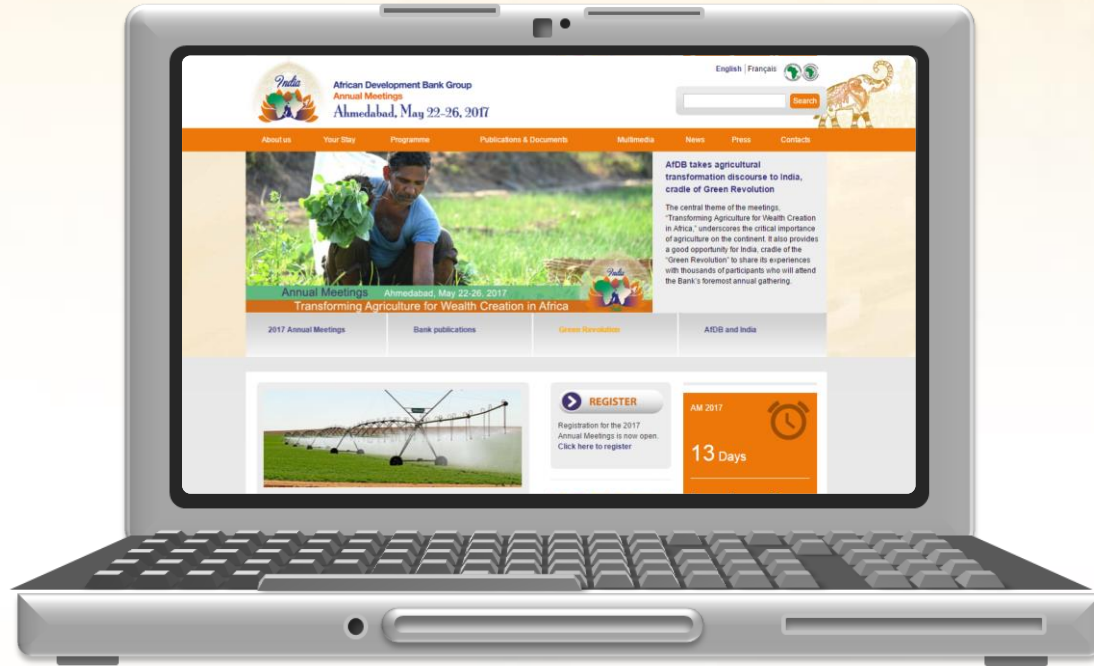 India
African Development Bank Group
Annual Meetings
Ahmedabad, May 22-26, 2017
English | Français
Search
About us
Your Stay
Programme
Publications & Documents
Multimedia
News
Press
Contacts
AfDB takes agricultural
transformation discourse to India,
cradle of Green Revolution
The central theme of the meetings,
“Transforming Agriculture for Wealth Creation
in Africa,” underscores the critical importance
of agriculture on the continent. It also provides
a good opportunity for India, cradle of the
“Green Revolution” to share its experiences
with thousands of participants who will attend
the Bank's foremost annual gathering.
India
Annual Meetings Ahmedabad, May 22-26, 2017
Transforming Agriculture for Wealth Creation in Africa
2017 Annual Meetings
Bank publications
Green Revolution
AfDB and India
REGISTER
Registration for the 2017
Annual Meetings is now open.
Click here to register
AM 2017
13 Days